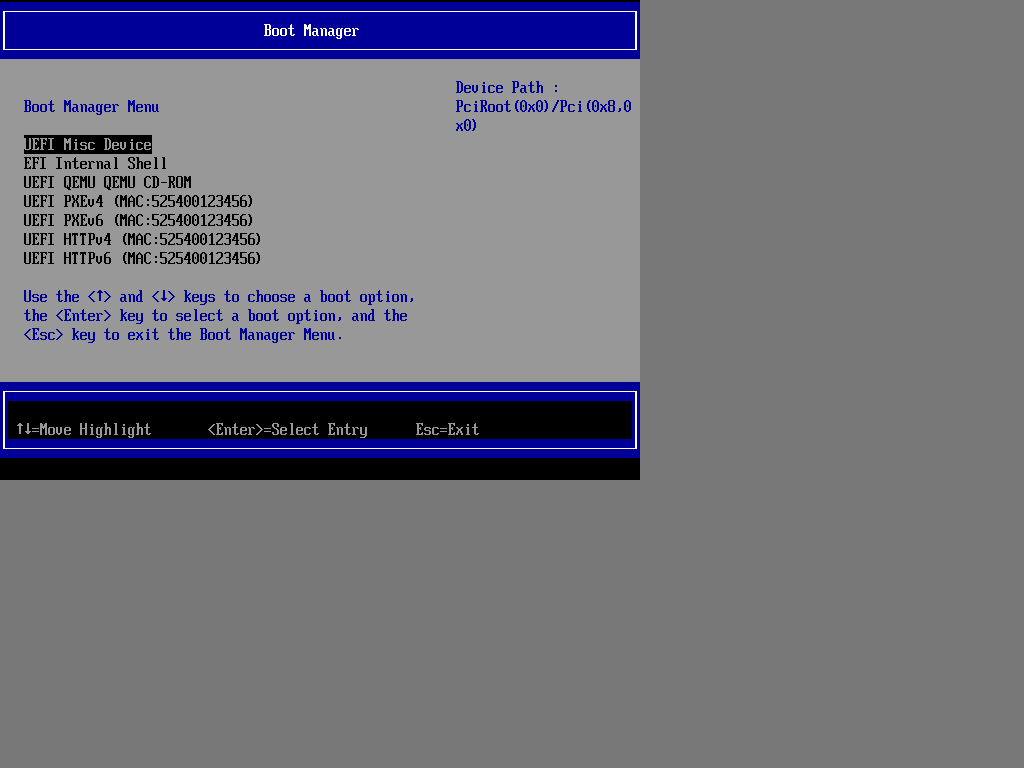 Boot Manager
Device Path :
Boot Manager Menu
PciRoot(0x0)/Pci(0x8,0
x0)
UEFI Misc Device
EFI Internal Shell
UEFI QEMU QEMU CD-ROM
UEFI PXEv4 (MAC:525400123456)
UEFI PXEv6 (MAC:525400123456)
UEFI HTTPv4 (MAC:525400123456)
UEFI HTTPv6 (MAC:525400123456)
Use the <↑> and <↓> keys to choose a boot option,
the <Enter> key to select a boot option, and the
<Esc> key to exit the Boot Manager Menu.
↑↓=Move Highlight <Enter>=Select Entry Esc=Exit